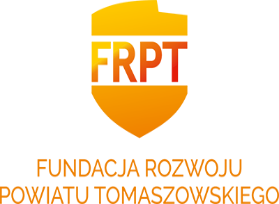 FRPT
FUNDACJA ROZWOJU
POWIATU TOMASZOWSKIEGO